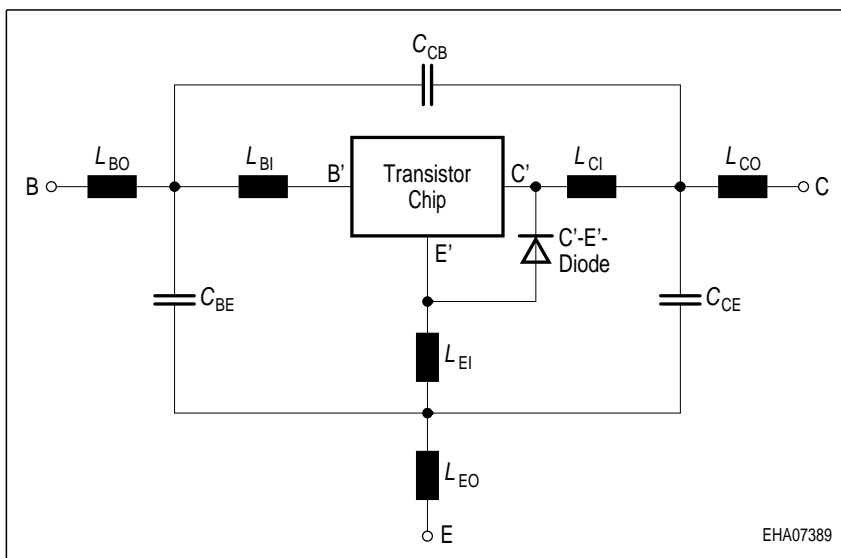 CCB
LBO
LBI
LCI
LCO
B
B’
Transistor
Chip
C’
C
E’
C’-E’-
Diode
CBE
CCE
LEI
LEO
E
EHA07389